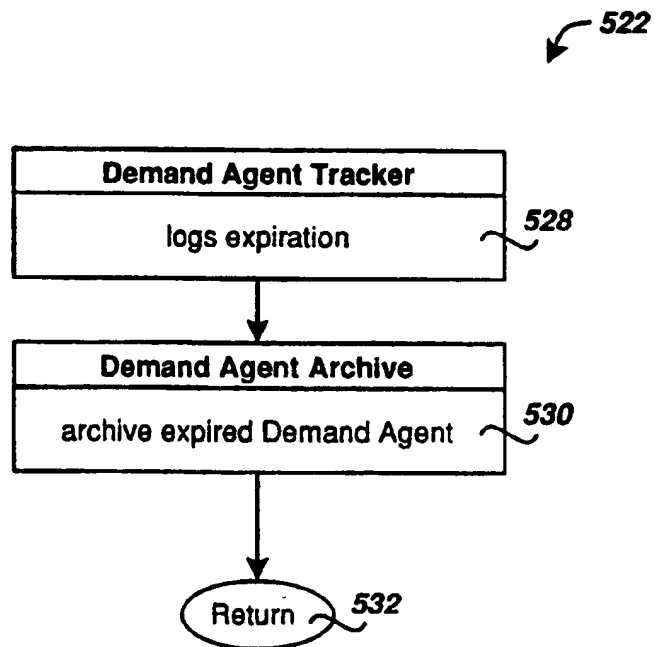 522
Demand Agent Tracker
logs expiration
528
Demand Agent Archive
archive expired Demand Agent
530
Return
532